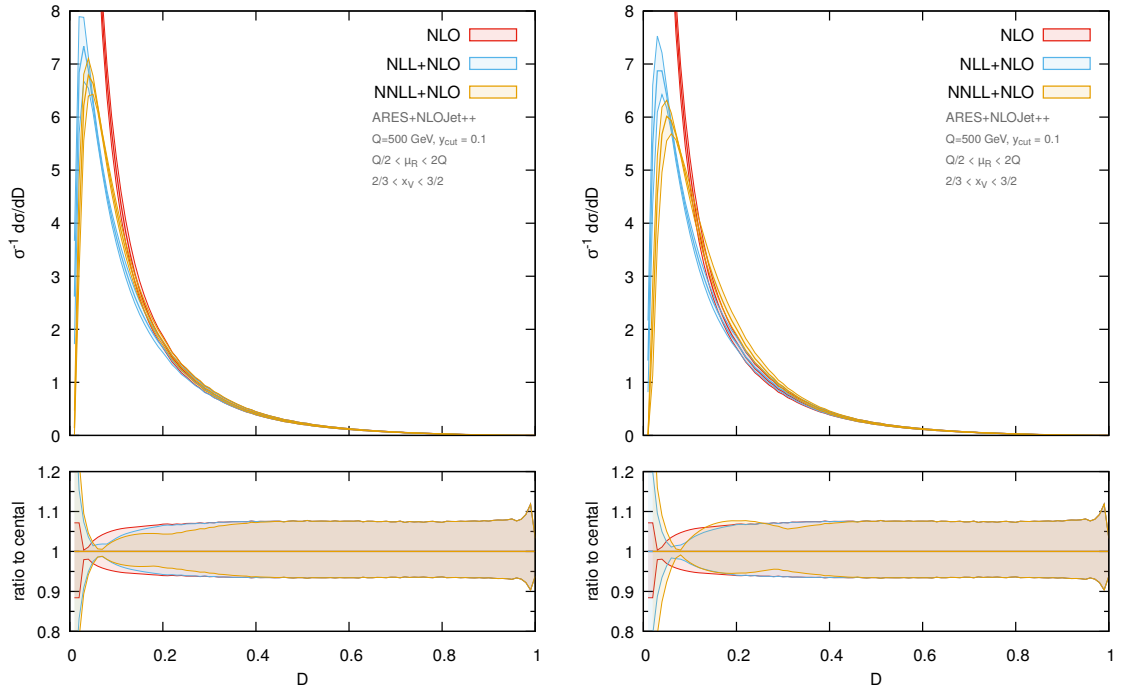 8
7
6
5
4
3
2
1
0
σ⁻¹ dσ/dD
NLO
NLL+NLO
NNLL+NLO
ARES+NLOJet++
Q=500 GeV, y_cut = 0.1
Q/2 < μ_R < 2Q
2/3 < x_V < 3/2
1.2
1.1
1
0.9
0.8
ratio to cental
0 0.2 0.4 0.6 0.8 1
D
8
7
6
5
4
3
2
1
0
σ⁻¹ dσ/dD
NLO
NLL+NLO
NNLL+NLO
ARES+NLOJet++
Q=500 GeV, y_cut = 0.1
Q/2 < μ_R < 2Q
2/3 < x_V < 3/2
1.2
1.1
1
0.9
0.8
ratio to cental
0 0.2 0.4 0.6 0.8 1
D